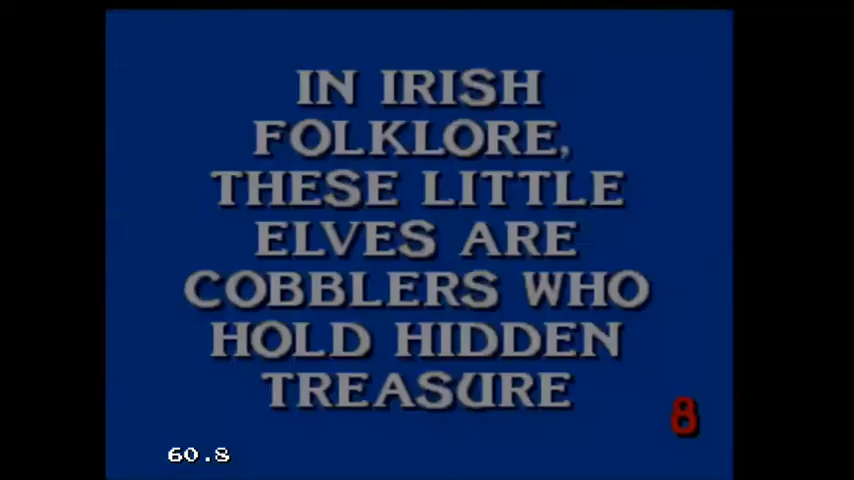 IN IRISH
FOLKLORE,
THESE LITTLE
ELVES ARE
COBBLERS WHO
HOLD HIDDEN
TREASURE
8
60.8